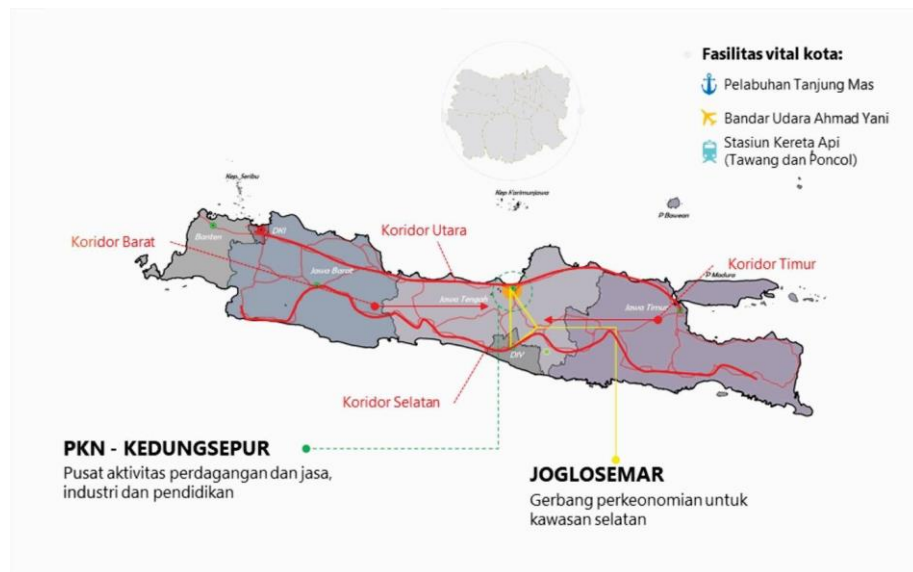 Fasilitas vital kota:
Pelabuhan Tanjung Mas
Bandar Udara Ahmad Yani
Stasiun Kereta Api
(Tawang dan Poncol)
Kep. Seribu
Kep. Karimunjawa
P Bawean
Banten
DKI
Koridor Barat
Koridor Utara
Koridor Timur
P Madura
Jawa Barat
Jawa Tengah
Jawa Timur
DIY
Koridor Selatan
PKN - KEDUNGSEPUR
Pusat aktivitas perdagangan dan jasa,
industri dan pendidikan
JOGLOSEMAR
Gerbang perkeonomian untuk
kawasan selatan